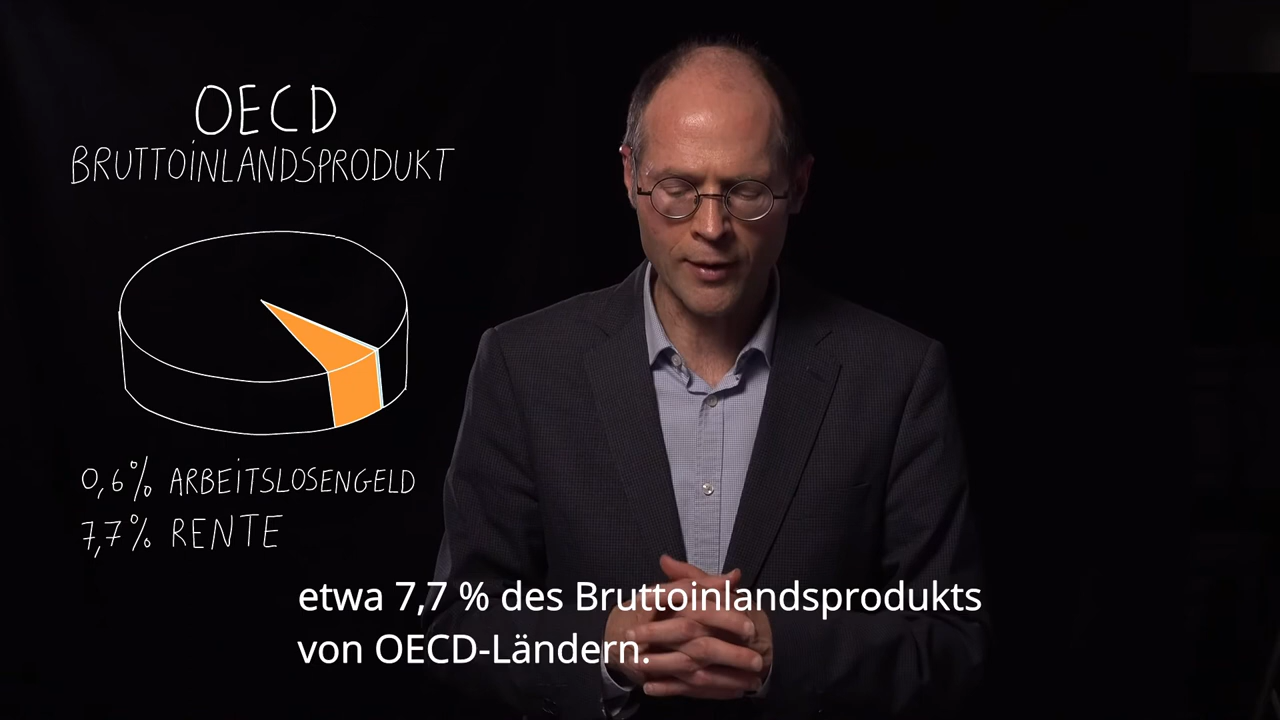 OECD
BRUTTOINLANDSPRODUKT
0,6% ARBEITSLOSENGELD
7,7% RENTE
etwa 7,7 % des Bruttoinlandsprodukts
von OECD-Ländern.